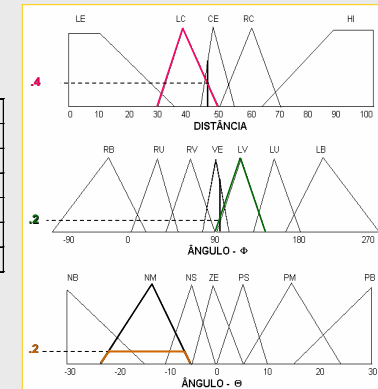 LE LC CE RC HI
.4
0 10 20 30 40 50 60 70 80 90 100
DISTÂNCIA
RB RU RV VE LV LU LB
.2
-90 0 90 180 270
ÂNGULO - Φ
NB NM NS ZE PS PM PB
.2
-30 -20 -10 0 10 20 30
ÂNGULO - Θ